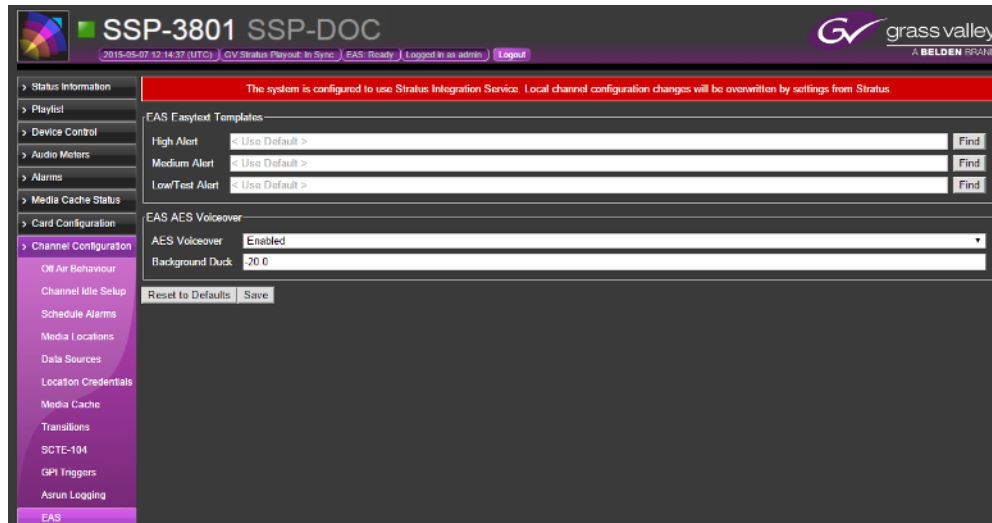 SSP-3801 SSP-DOC
2015-05-07 12:14:37 (UTC) GV Stratus Playout: In Sync EAS: Ready Logged in as admin Logout
GV grass valley
A BELDEN BRAND
> Status Information
> Playlist
> Device Control
> Audio Meters
> Alarms
> Media Cache Status
> Card Configuration
> Channel Configuration
Off Air Behaviour
Channel Idle Setup
Schedule Alarms
Media Locations
Data Sources
Location Credentials
Media Cache
Transitions
SCTE-104
GPI Triggers
Asrun Logging
EAS
The system is configured to use Stratus Integration Service. Local channel configuration changes will be overwritten by settings from Stratus.
EAS Easytext Templates
High Alert < Use Default > Find
Medium Alert < Use Default > Find
Low/Test Alert < Use Default > Find
EAS AES Voiceover
AES Voiceover Enabled
Background Duck -20.0
Reset to Defaults Save